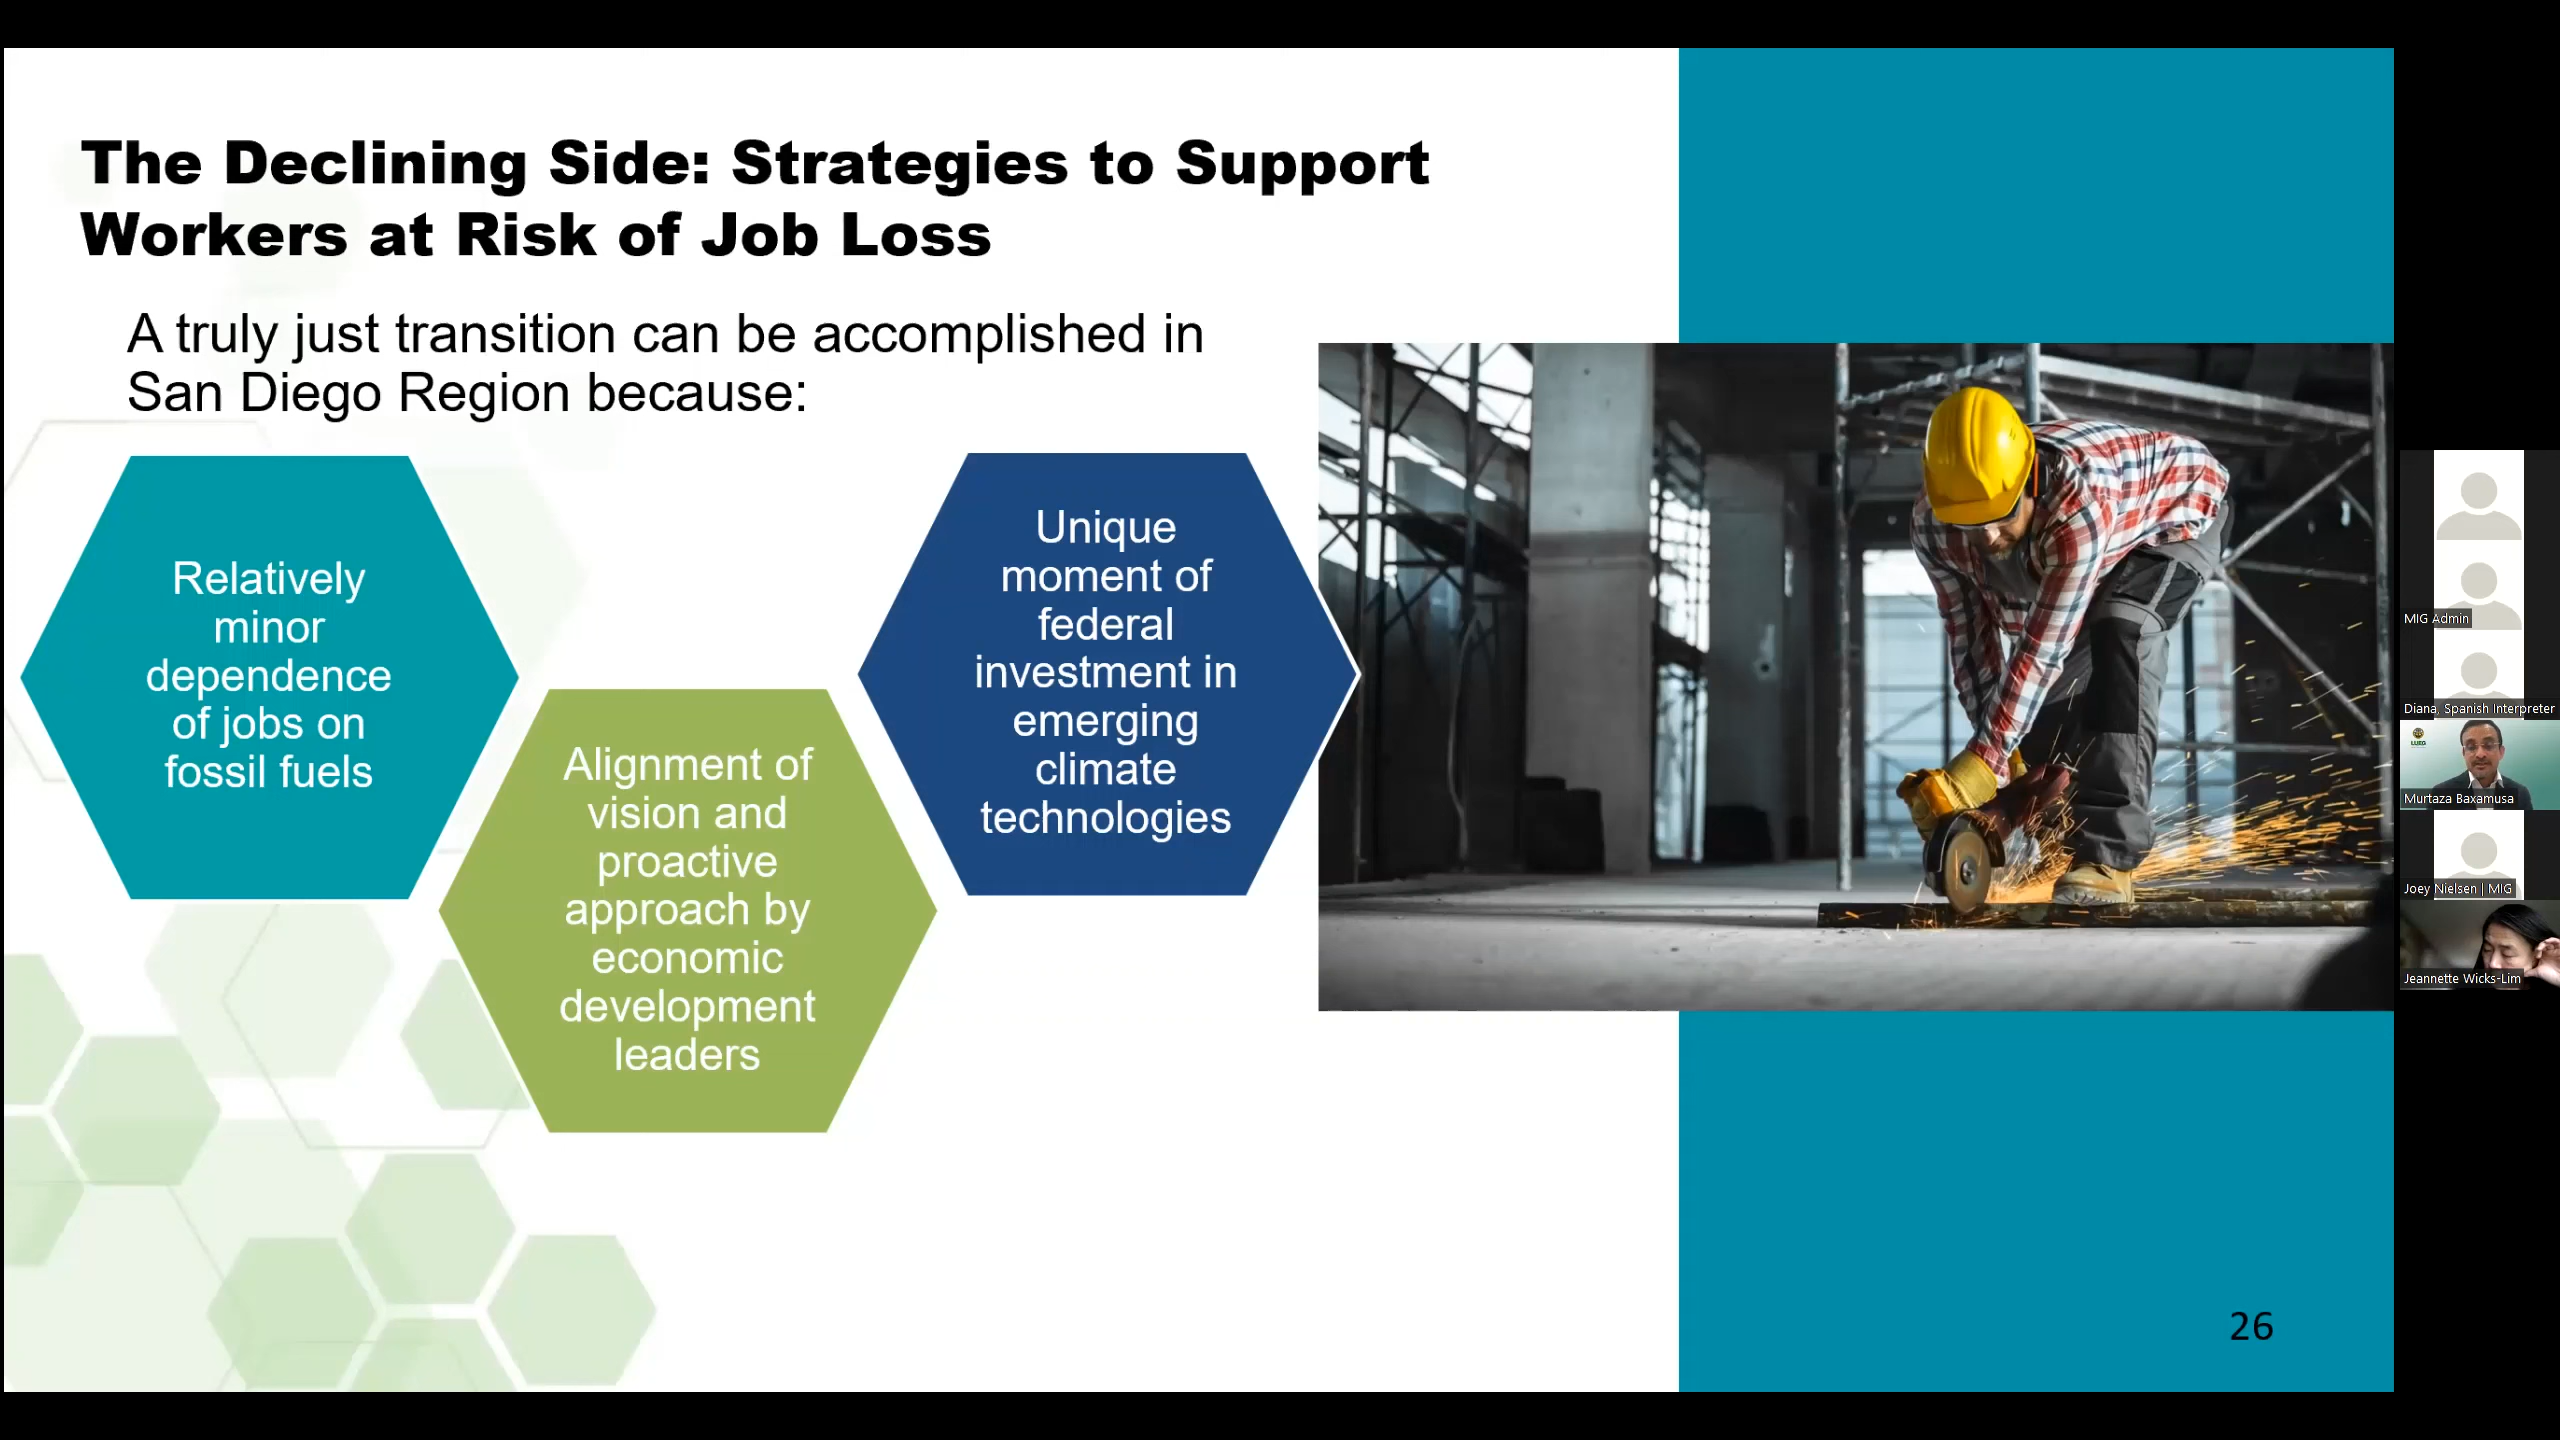 The Declining Side: Strategies to Support
Workers at Risk of Job Loss
A truly just transition can be accomplished in
San Diego Region because:
Relatively
minor
dependence
of jobs on
fossil fuels
Alignment of
vision and
proactive
approach by
economic
development
leaders
Unique
moment of
federal
investment in
emerging
climate
technologies
26
MIG Admin
Diana, Spanish Interpreter
LUEG
Murtaza Baxamusa
Joey Nielsen | MIG
Jeannette Wicks-Lim